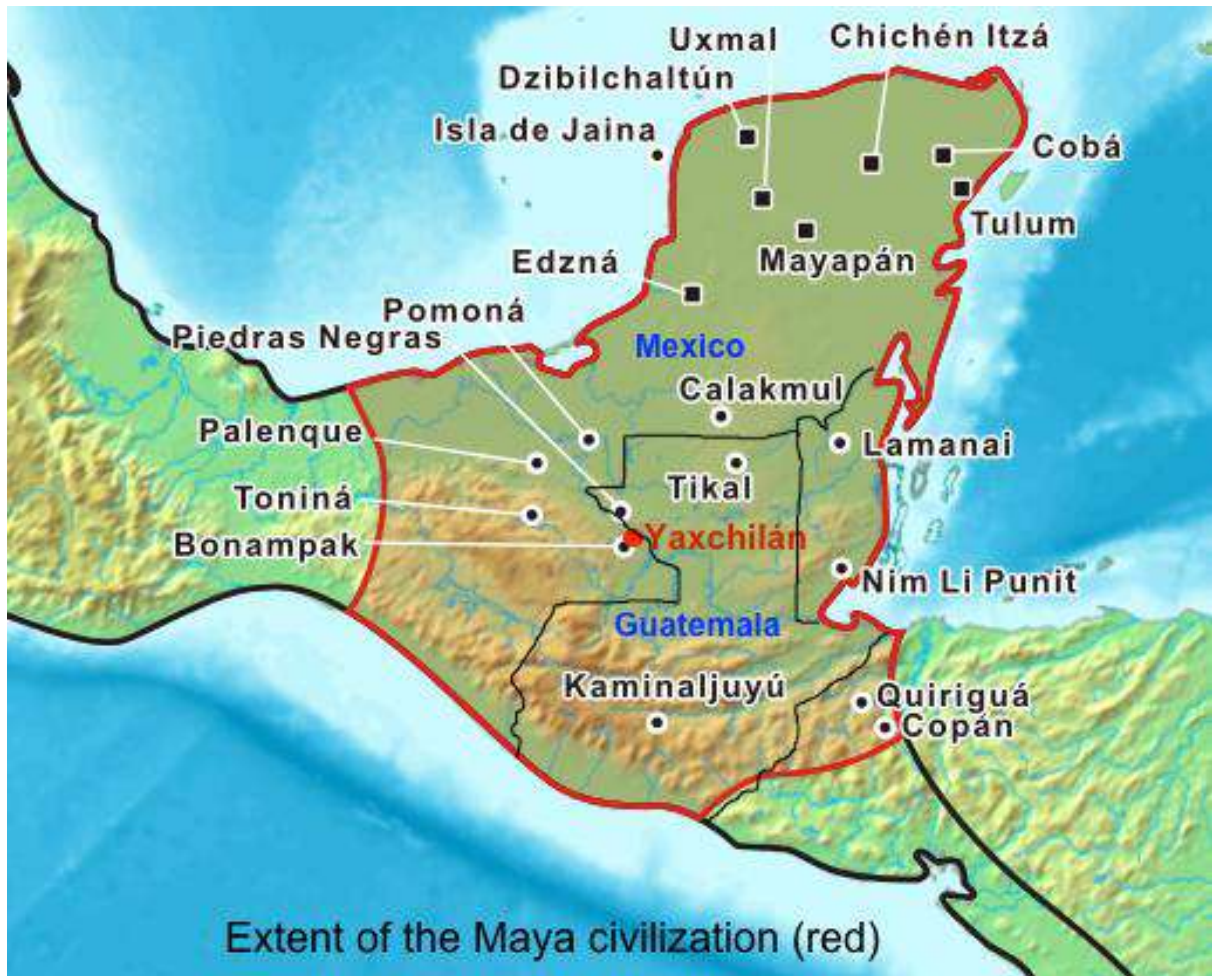 Uxmal
Chichén Itzá
Dzibilchaltún
Isla de Jaina
Cobá
Tulum
Mayapán
Edzná
Pomoná
Piedras Negras
Mexico
Calakmul
Palenque
Lamanai
Tikal
Toniná
Yaxchilán
Bonampak
Nim Li Punit
Guatemala
Kaminaljuyú
Quiriguá
Copán
Extent of the Maya civilization (red)